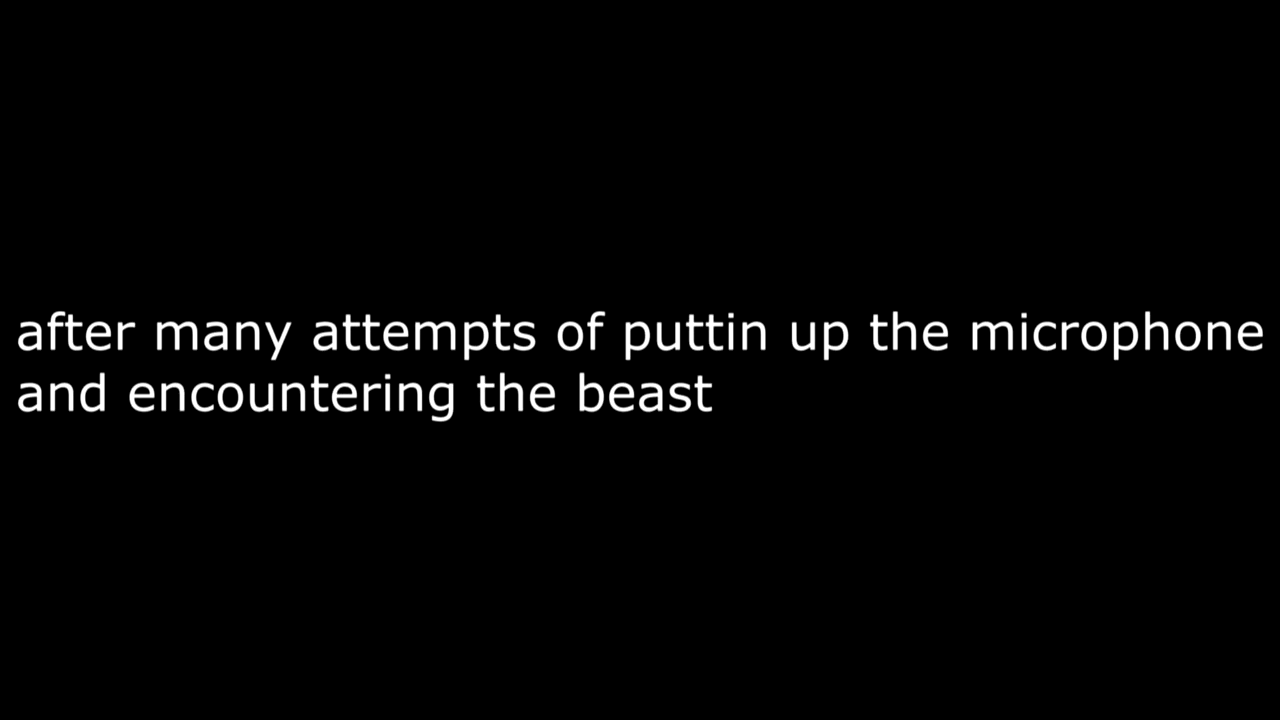 after many attempts of puttin up the microphone
and encountering the beast